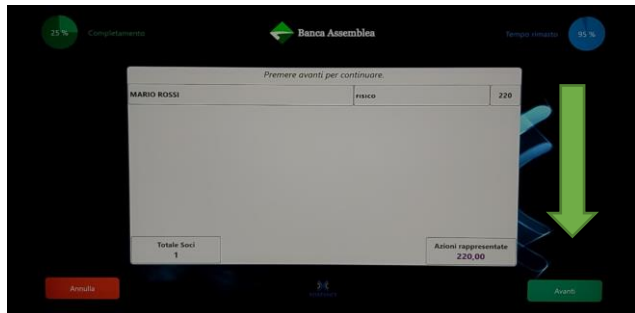 25 %
Completamento
Banca Assemblea
Tempo rimasto
95 %
Premere avanti per continuare.
MARIO ROSSI
FISICO
220
Totale Soci
1
Azioni rappresentate
220,00
Annulla
Avanti